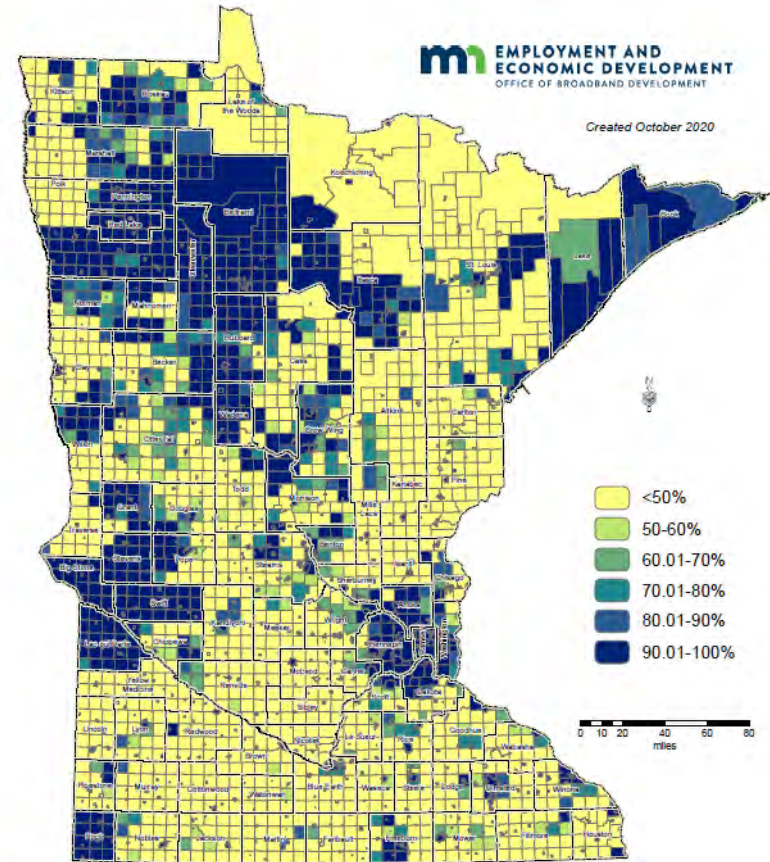 mn EMPLOYMENT AND
ECONOMIC DEVELOPMENT
OFFICE OF BROADBAND DEVELOPMENT
Created October 2020
Kittson
Roseau
Lake of
the Woods
Marshall
Koochiching
Polk
Pennington
Beltrami
Cook
Red Lake
Clearwater
Lake
St. Louis
Itasca
Norman
Mahnomen
Hubbard
Cass
Clay
Becker
N
Wadena
Crow Wing
Aitkin
Carlton
Wilkin
Otter Tail
Pine
Todd
Morrison
Mille
Lacs
Kanabec
Grant
Douglas
<50%
Traverse
Benton
50-60%
Big Stone
Stevens
Pope
Stearns
Isanti
Chisago
60.01-70%
Sherburne
Swift
70.01-80%
Kandiyohi
Meeker
Wright
Anoka
80.01-90%
Lac qui Parle
Chippewa
Hennepin
Ramsey
Washington
90.01-100%
McLeod
Carver
Yellow
Medicine
Renville
Scott
Dakota
Sibley
Lincoln
Lyon
Redwood
Nicollet
Le Sueur
Rice
Goodhue
0 10 20 40 60 80
miles
Brown
Wabasha
Pipestone
Murray
Cottonwood
Watonwan
Blue Earth
Waseca
Steele
Dodge
Olmsted
Winona
Rock
Nobles
Jackson
Martin
Faribault
Freeborn
Mower
Fillmore
Houston